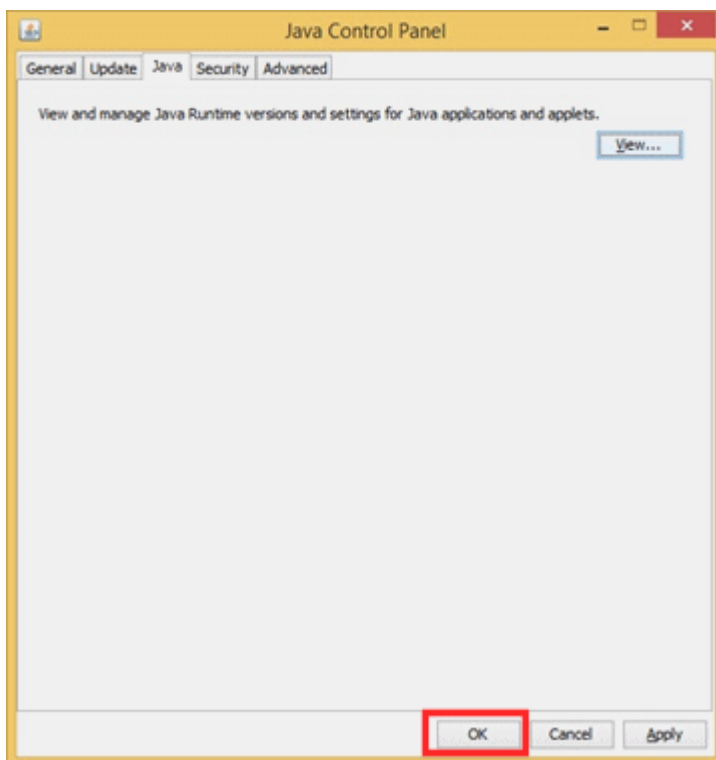 Java Control Panel
General Update Java Security Advanced
View and manage Java Runtime versions and settings for Java applications and applets.
View...
OK Cancel Apply